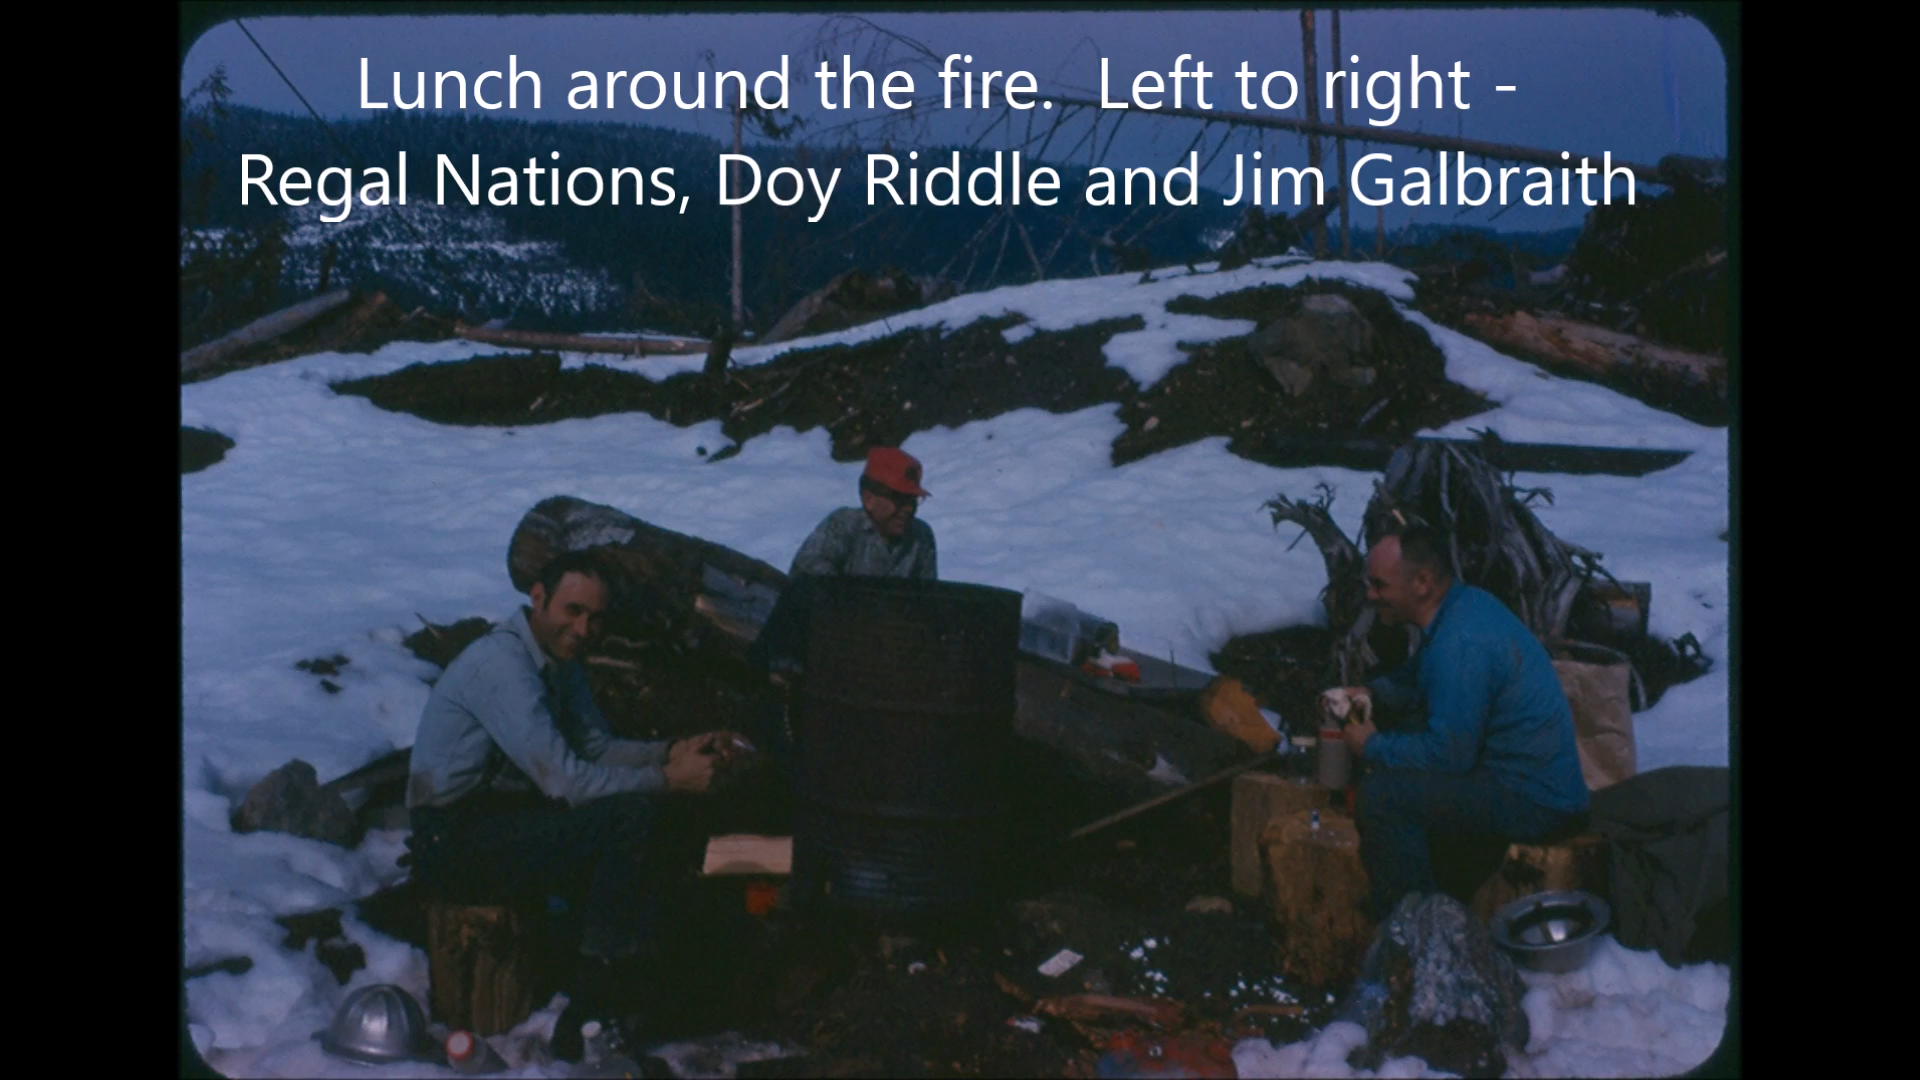 Lunch around the fire.  Left to right -
Regal Nations, Doy Riddle and Jim Galbraith